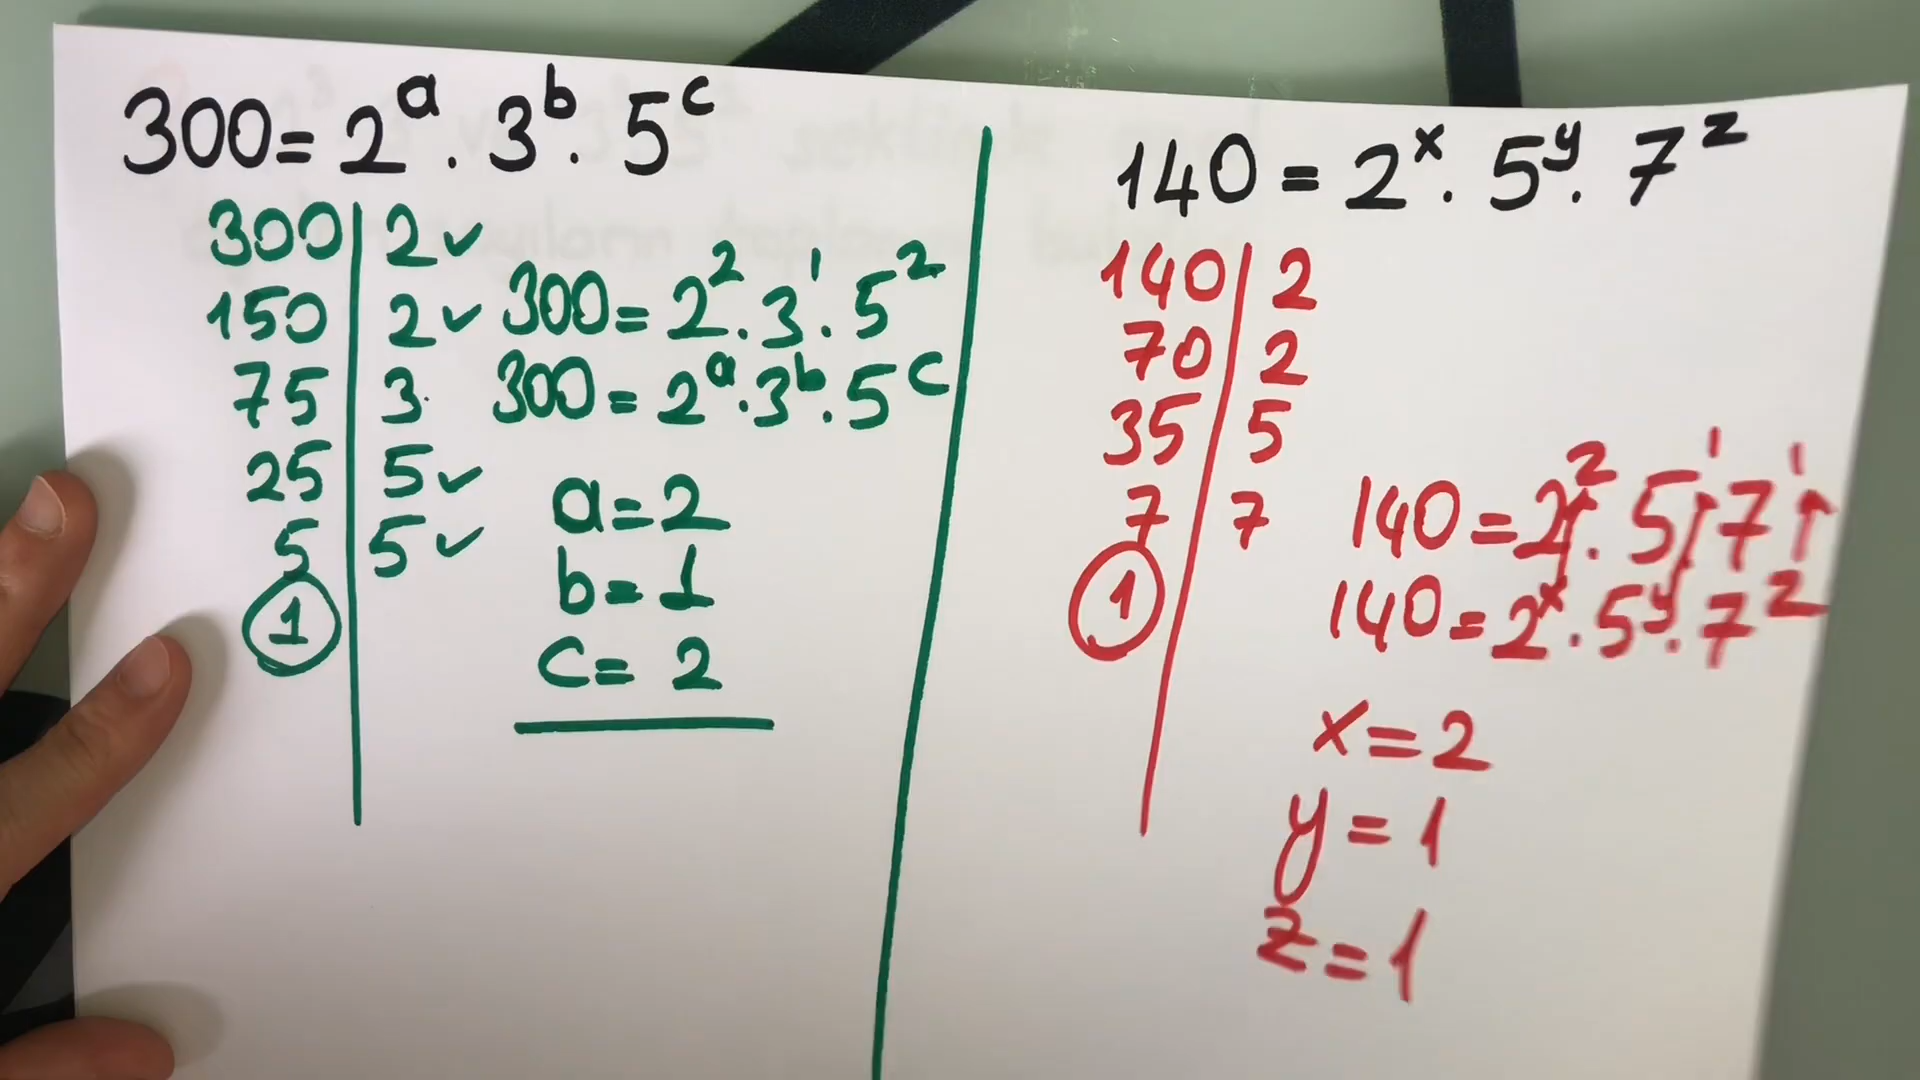 300 = 2^a . 3^b . 5^c
300 | 2 ✓
150 | 2 ✓
75 | 3
25 | 5 ✓
5 | 5 ✓
1
300 = 2^2 . 3^1 . 5^2
300 = 2^a . 3^b . 5^c
a = 2
b = 1
c = 2
140 = 2^x . 5^y . 7^z
140 | 2
70 | 2
35 | 5
7 | 7
1
140 = 2^2 . 5^1 7^1
140 = 2^x . 5^y . 7^z
x = 2
y = 1
z = 1